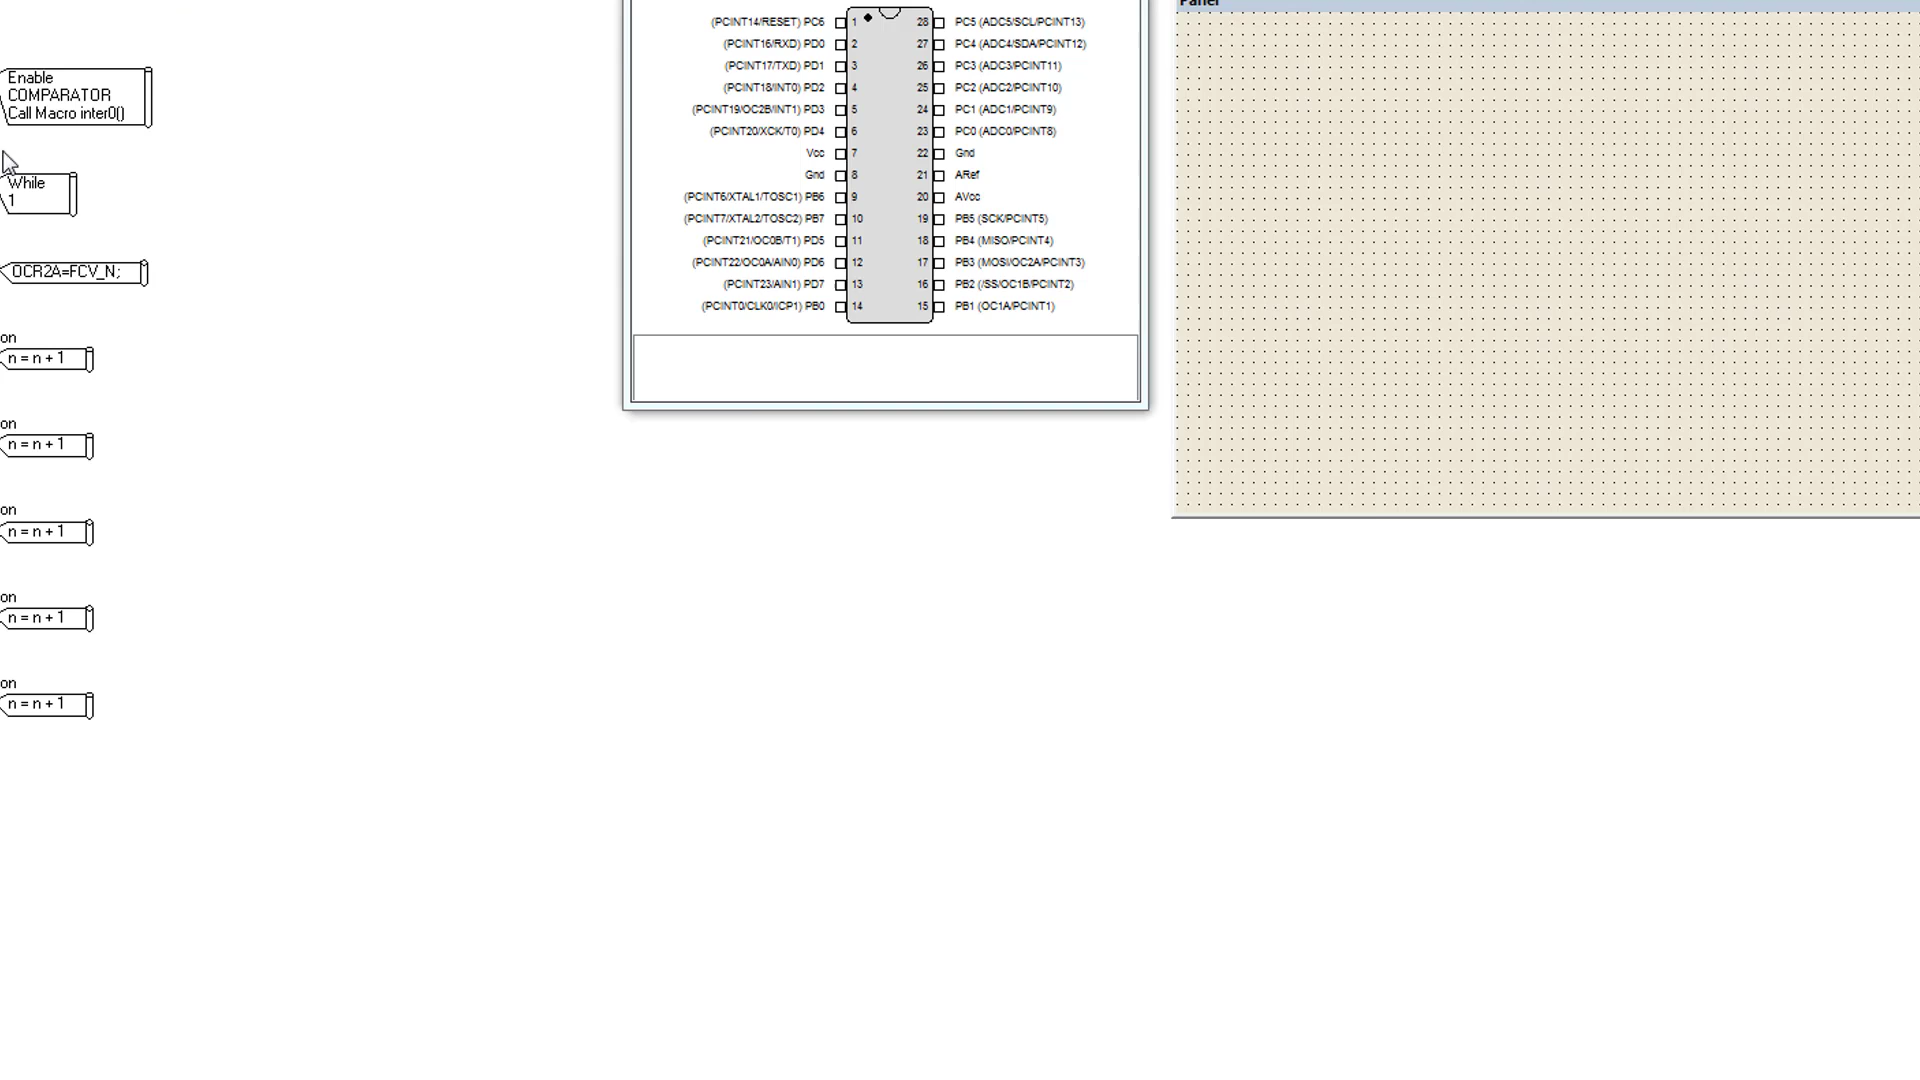 Enable
COMPARATOR
Call Macro inter0()
While
1
OCR2A=FCV_N;
on
n = n + 1
on
n = n + 1
on
n = n + 1
on
n = n + 1
on
n = n + 1
(PCINT14/RESET) PC6 1 28 PC5 (ADC5/SCL/PCINT13)
(PCINT16/RXD) PD0 2 27 PC4 (ADC4/SDA/PCINT12)
(PCINT17/TXD) PD1 3 26 PC3 (ADC3/PCINT11)
(PCINT18/INT0) PD2 4 25 PC2 (ADC2/PCINT10)
(PCINT19/OC2B/INT1) PD3 5 24 PC1 (ADC1/PCINT9)
(PCINT20/XCK/T0) PD4 6 23 PC0 (ADC0/PCINT8)
Vcc 7 22 Gnd
Gnd 8 21 ARef
(PCINT6/XTAL1/TOSC1) PB6 9 20 AVcc
(PCINT7/XTAL2/TOSC2) PB7 10 19 PB5 (SCK/PCINT5)
(PCINT21/OC0B/T1) PD5 11 18 PB4 (MISO/PCINT4)
(PCINT22/OC0A/AIN0) PD6 12 17 PB3 (MOSI/OC2A/PCINT3)
(PCINT23/AIN1) PD7 13 16 PB2 (/SS/OC1B/PCINT2)
(PCINT0/CLK0/ICP1) PB0 14 15 PB1 (OC1A/PCINT1)
Panel